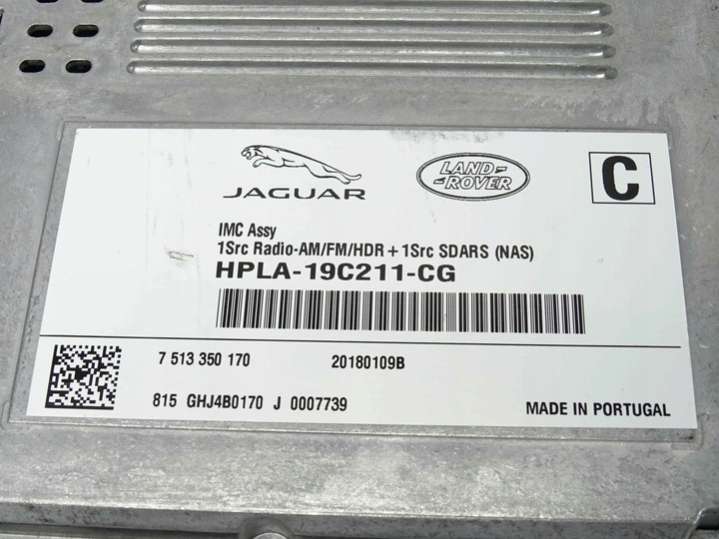 JAGUAR
LAND-
-ROVER
C
IMC Assy
1Src Radio-AM/FM/HDR + 1Src SDARS (NAS)
HPLA-19C211-CG
7 513 350 170 20180109B
815 GHJ4B0170 J 0007739
MADE IN PORTUGAL